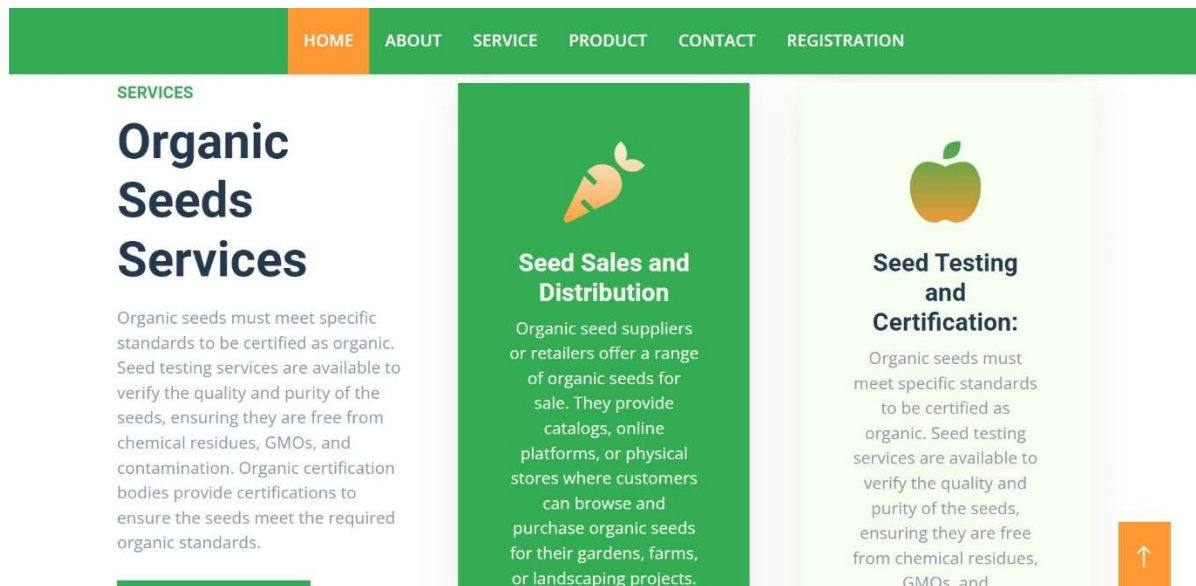 HOME ABOUT SERVICE PRODUCT CONTACT REGISTRATION
SERVICES
Organic
Seeds
Services
Organic seeds must meet specific
standards to be certified as organic.
Seed testing services are available to
verify the quality and purity of the
seeds, ensuring they are free from
chemical residues, GMOs, and
contamination. Organic certification
bodies provide certifications to
ensure the seeds meet the required
organic standards.
Seed Sales and
Distribution
Organic seed suppliers
or retailers offer a range
of organic seeds for
sale. They provide
catalogs, online
platforms, or physical
stores where customers
can browse and
purchase organic seeds
for their gardens, farms,
or landscaping projects.
Seed Testing
and
Certification:
Organic seeds must
meet specific standards
to be certified as
organic. Seed testing
services are available to
verify the quality and
purity of the seeds,
ensuring they are free
from chemical residues,
GMOs, and